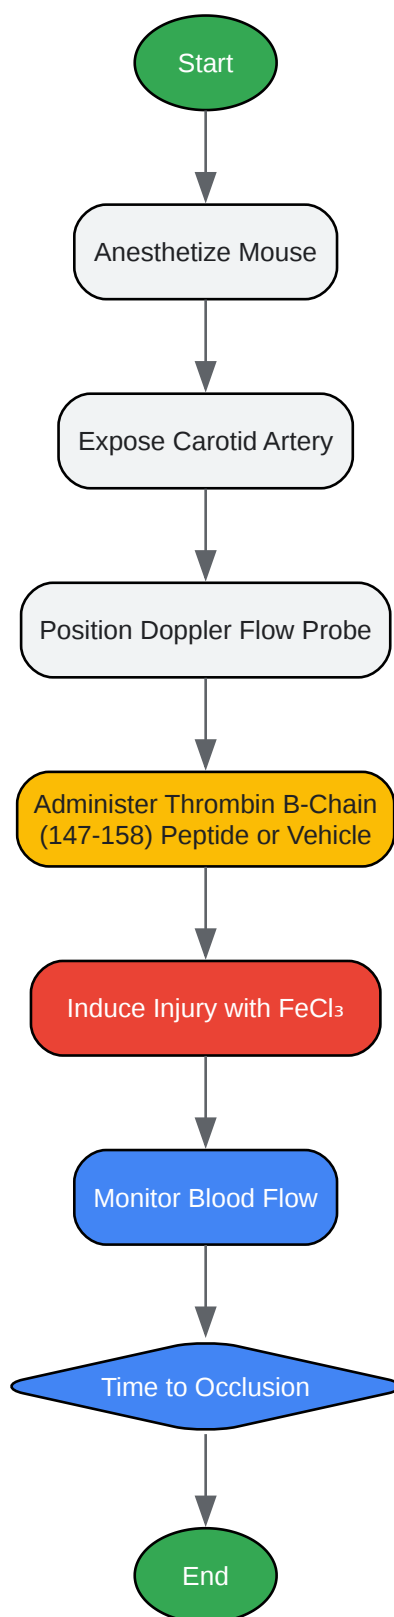 Start
Anesthetize Mouse
Expose Carotid Artery
Position Doppler Flow Probe
Administer Thrombin B-Chain
(147-158) Peptide or Vehicle
Induce Injury with FeCl₃
Monitor Blood Flow
Time to Occlusion
End